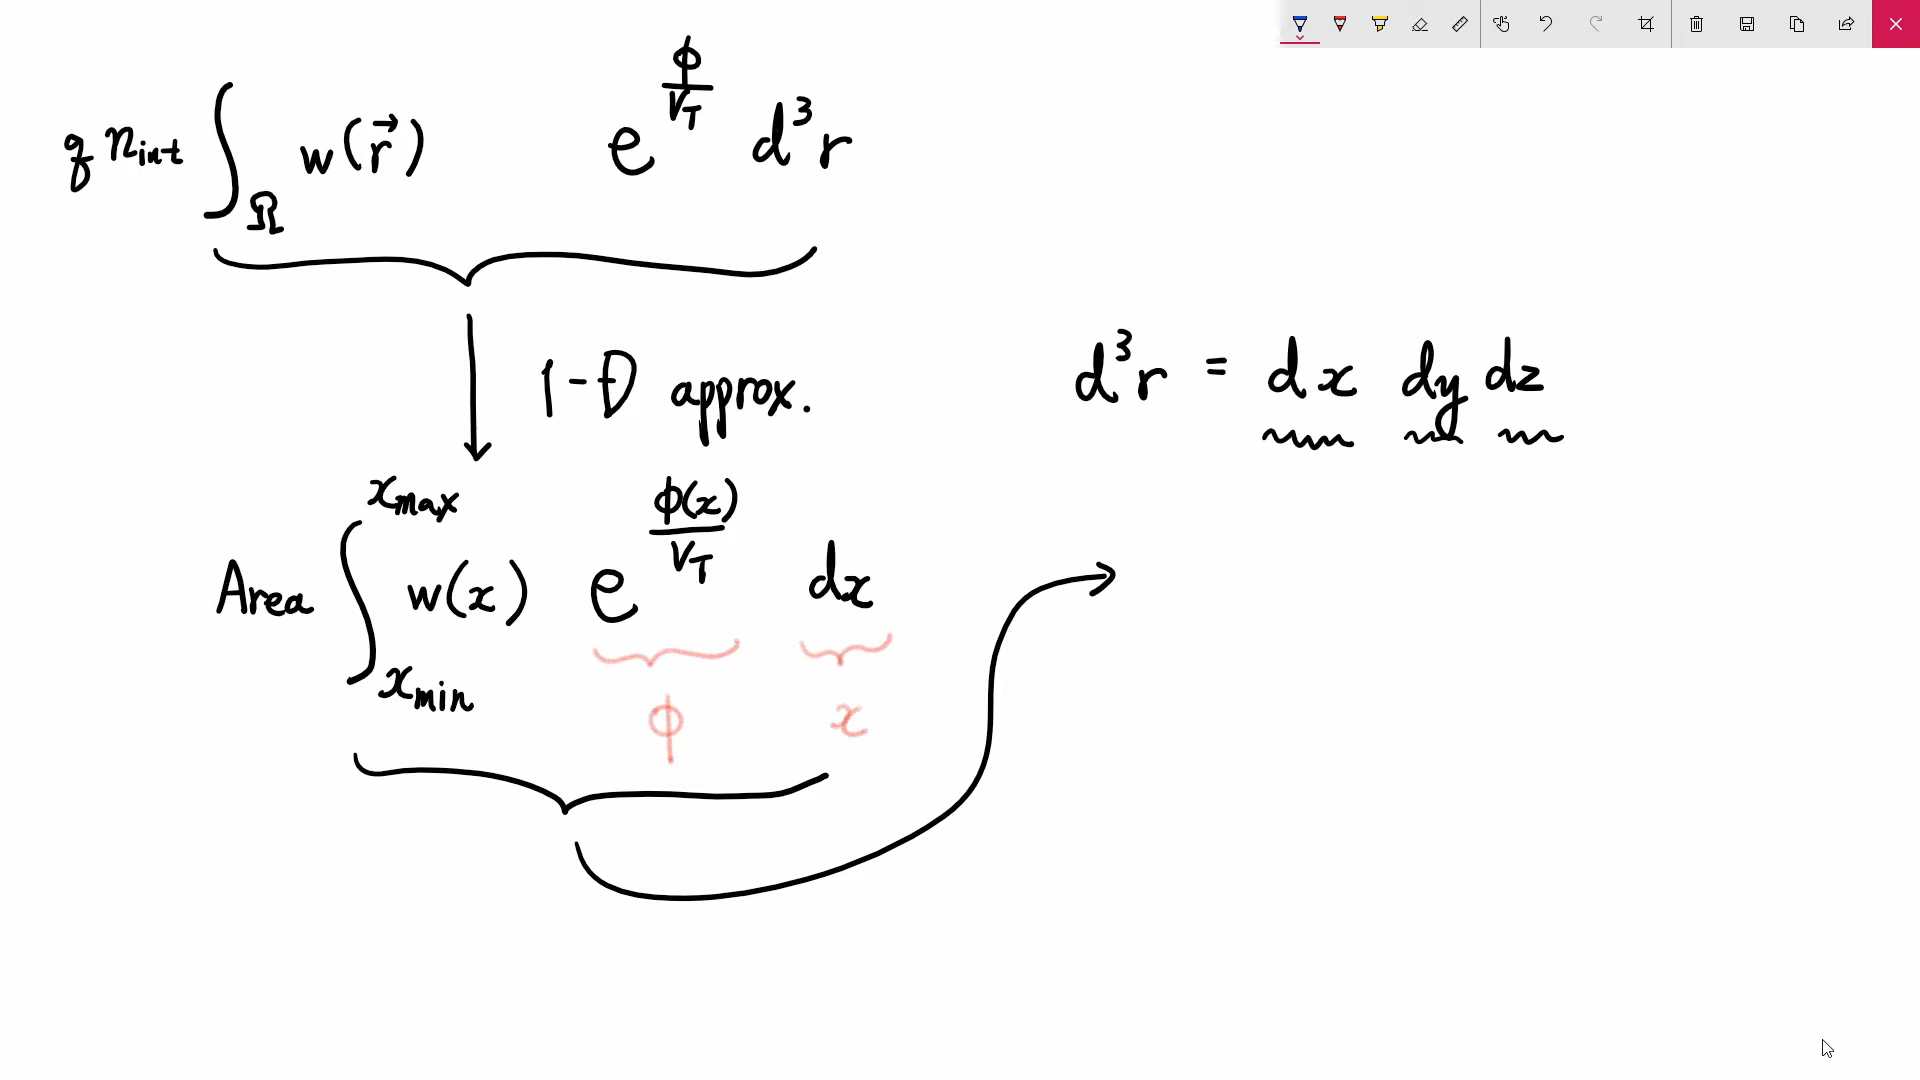 q n_int ∫_Ω w(r⃗) e^(ϕ/V_T) d³r
1-D approx.
d³r = dx dy dz
Area ∫_{x_min}^{x_max} w(x) e^(ϕ(x)/V_T) dx
ϕ x